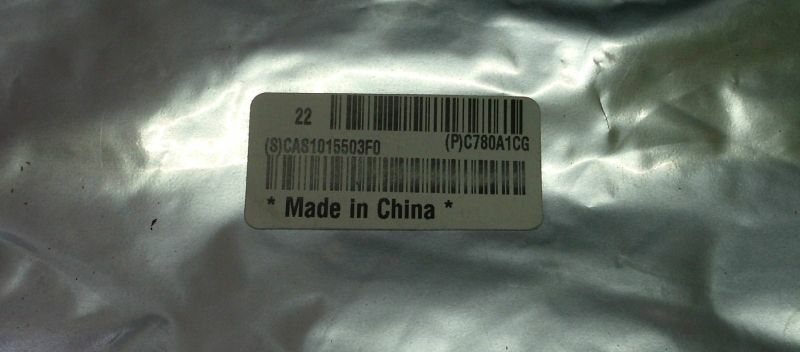 22
(S)CAS1015503F0 (P)C780A1CG
* Made in China *